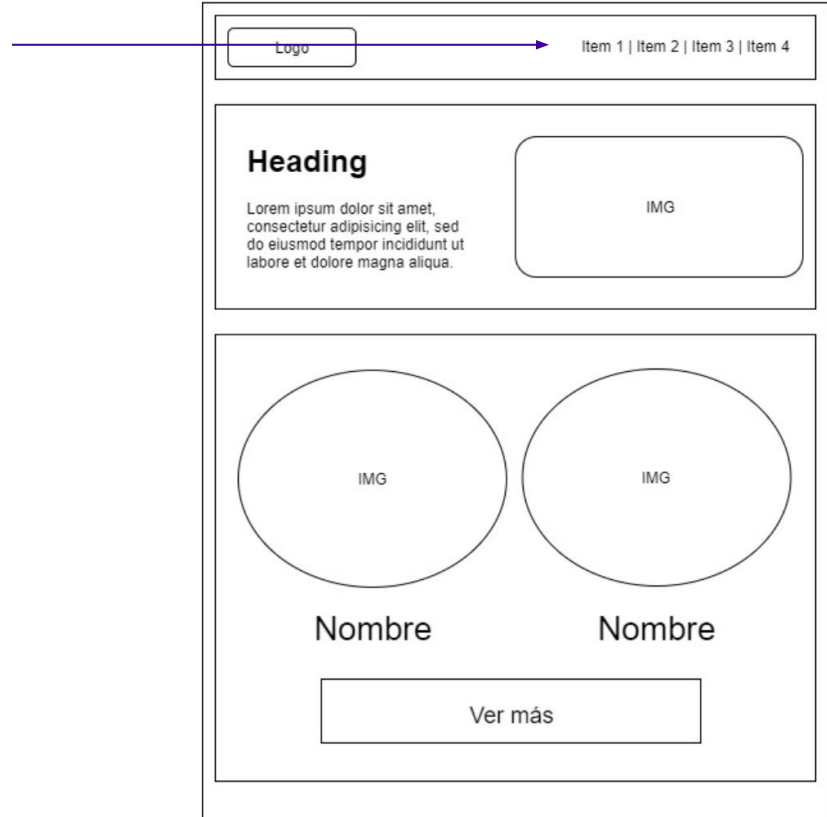 Logo
Item 1 | Item 2 | Item 3 | Item 4
Heading
Lorem ipsum dolor sit amet,
consectetur adipisicing elit, sed
do eiusmod tempor incididunt ut
labore et dolore magna aliqua.
IMG
IMG
IMG
Nombre
Nombre
Ver más